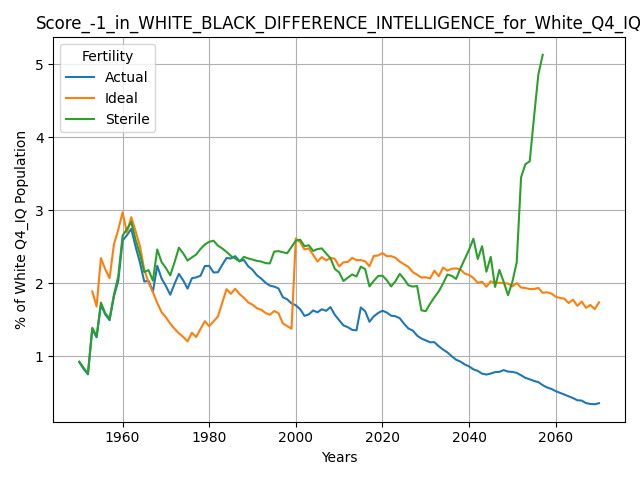 Score_-1_in_WHITE_BLACK_DIFFERENCE_INTELLIGENCE_for_White_Q4_IQ
Fertility
Actual
Ideal
Sterile
% of White Q4_IQ Population
5
4
3
2
1
1960 1980 2000 2020 2040 2060
Years